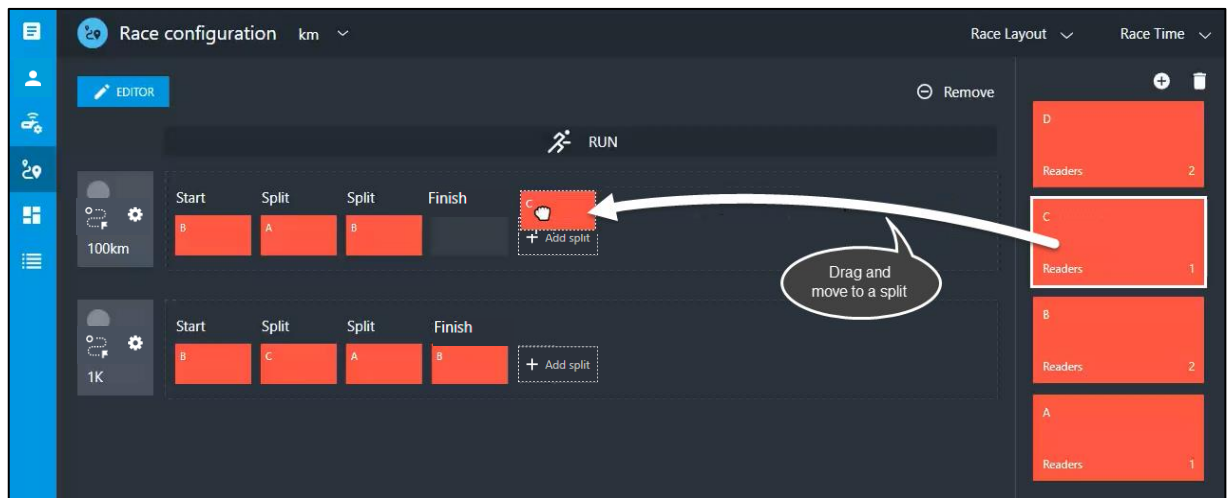 Race configuration km
Race Layout
Race Time
EDITOR
Remove
RUN
D
Readers 2
Start Split Split Finish
B A B
C
+ Add split
100km
C
Readers 1
Drag and
move to a split
Start Split Split Finish
B C A B
+ Add split
1K
B
Readers 2
A
Readers 1